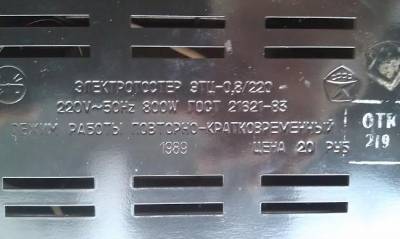 ЭЛЕКТРОТОСТЕР ЭТЦ-0,8/220
220V~50Hz 800W ГОСТ 21621-83
РЕЖИМ РАБОТЫ ПОВТОРНО-КРАТКОВРЕМЕННЫЙ
1989 ЦЕНА 20 РУБ
ОТК
219